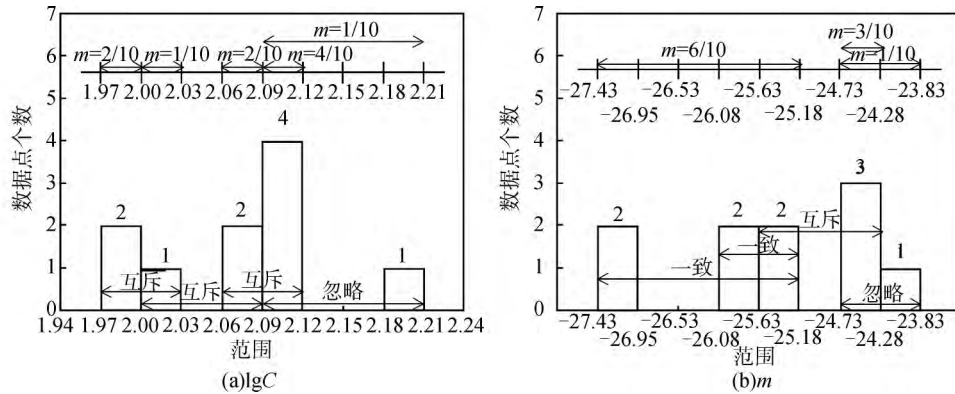 7
6
5
4
3
2
1
0
数据点个数
m=1/10
m=2/10
m=1/10
m=2/10
m=4/10
1.97
2.00
2.03
2.06
2.09
2.12
2.15
2.18
2.21
4
2
1
2
1
互斥
互斥
互斥
忽略
1.94
1.97
2.00
2.03
2.06
2.09
2.12
2.15
2.18
2.21
2.24
范围
(a)lgC
7
6
5
4
3
2
1
0
数据点个数
m=3/10
m=6/10
m=1/10
−27.43
−26.53
−25.63
−24.73
−23.83
−26.95
−26.08
−25.18
−24.28
2
2
2
3
1
互斥
一致
一致
忽略
−27.43
−26.53
−25.63
−24.73
−23.83
−26.95
−26.08
−25.18
−24.28
范围
(b)m